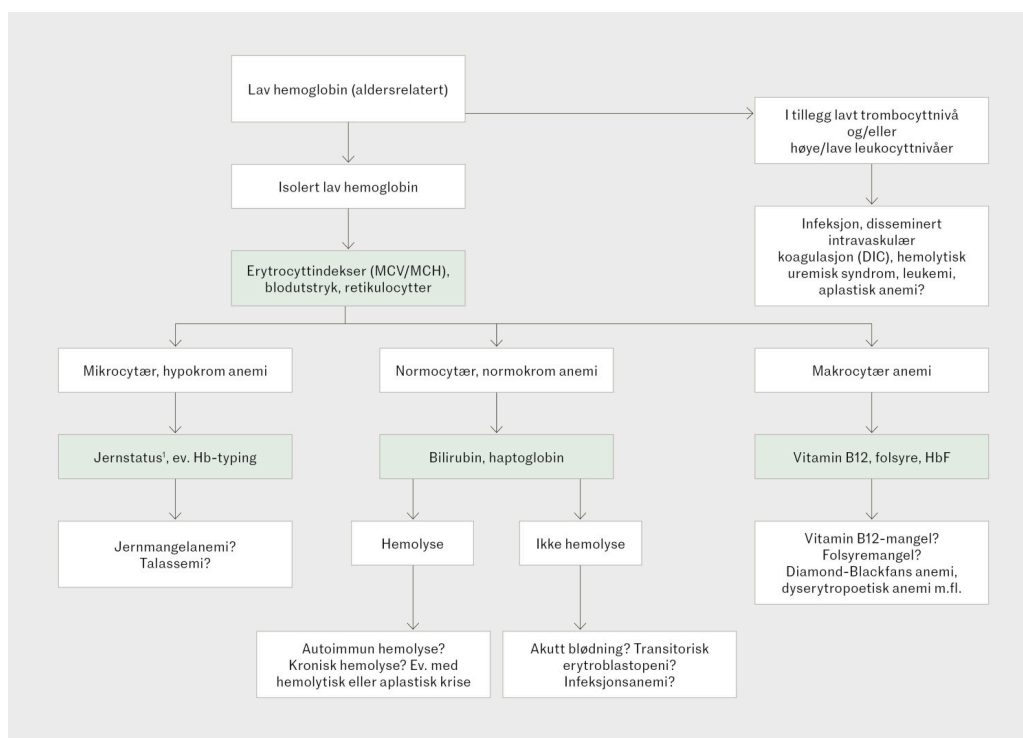 Lav hemoglobin (aldersrelatert)
I tillegg lavt trombocyttnivå
og/eller
høye/lave leukocyttnivåer
Isolert lav hemoglobin
Infeksjon, disseminert
intravaskulær
koagulasjon (DIC), hemolytisk
uremisk syndrom, leukemi,
aplastisk anemi?
Erytrocyttindekser (MCV/MCH),
blodutstryk, retikulocytter
Mikrocytær, hypokrom anemi
Normocytær, normokrom anemi
Makrocytær anemi
Jernstatus¹, ev. Hb-typing
Bilirubin, haptoglobin
Vitamin B12, folsyre, HbF
Jernmangelanemi?
Talassemi?
Hemolyse
Ikke hemolyse
Vitamin B12-mangel?
Folsyremangel?
Diamond-Blackfans anemi,
dyserytropoetisk anemi m.fl.
Autoimmun hemolyse?
Kronisk hemolyse? Ev. med
hemolytisk eller aplastisk krise
Akutt blødning? Transitorisk
erytroblastopeni?
Infeksjonsanemi?